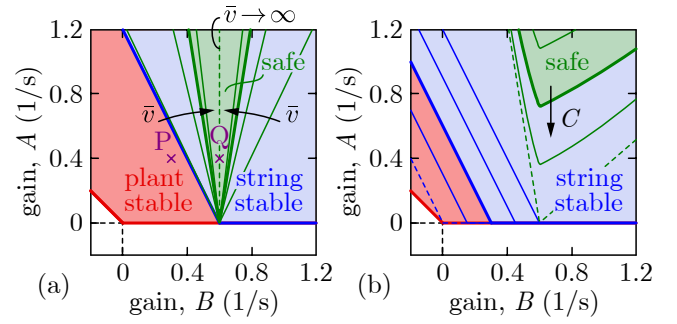 v̄→∞
1.2
safe
0.8
v̄
v̄
P
Q
0.4
plant
stable
string
stable
0
0
0.4
0.8
1.2
gain, A (1/s)
gain, B (1/s)
(a)
1.2
safe
0.8
C
0.4
string
stable
0
0
0.4
0.8
1.2
gain, A (1/s)
gain, B (1/s)
(b)